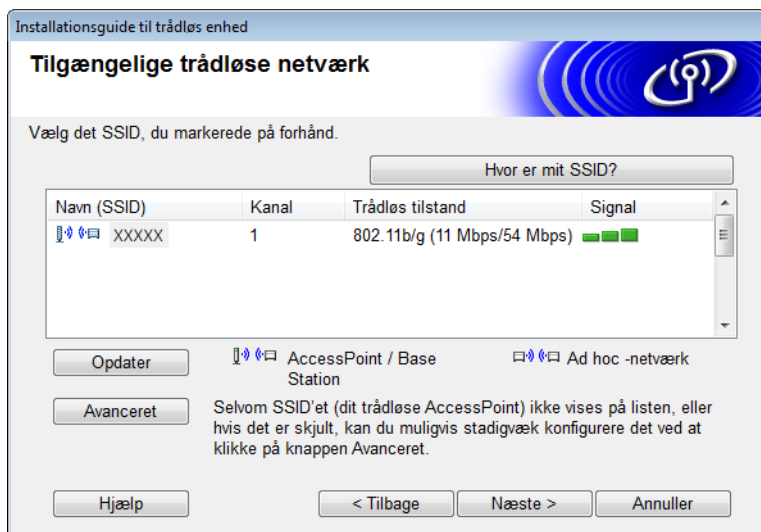 Installationsguide til trådløs enhed
Tilgængelige trådløse netværk
Vælg det SSID, du markerede på forhånd.
Hvor er mit SSID?
Navn (SSID) Kanal Trådløs tilstand Signal
XXXXX 1 802.11b/g (11 Mbps/54 Mbps)
Opdater
AccessPoint / Base
Station
Ad hoc -netværk
Avanceret
Selvom SSID'et (dit trådløse AccessPoint) ikke vises på listen, eller
hvis det er skjult, kan du muligvis stadigvæk konfigurere det ved at
klikke på knappen Avanceret.
Hjælp < Tilbage Næste > Annuller